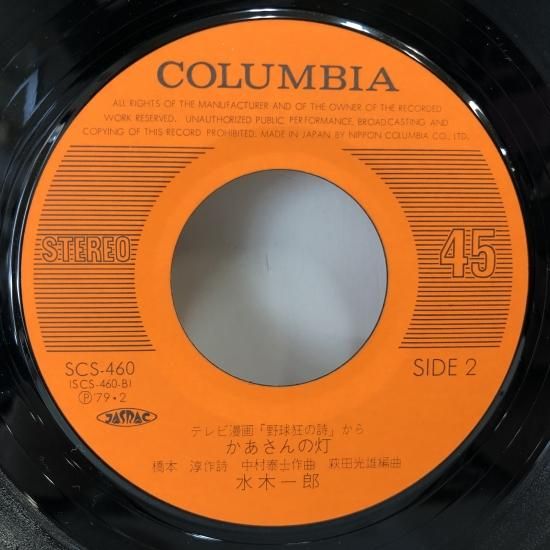 COLUMBIA
ALL RIGHTS OF THE MANUFACTURER AND OF THE OWNER OF THE RECORDED
WORK RESERVED. UNAUTHORIZED PUBLIC PERFORMANCE, BROADCASTING AND
COPYING OF THIS RECORD PROHIBITED. MADE IN JAPAN BY NIPPON COLUMBIA CO., LTD.
STEREO
45
SCS-460
(SCS-460-B)
Ⓟ79・2
JASRAC
SIDE 2
テレビ漫画「野球狂の詩」から
かあさんの灯
橋本 淳作詩 中村泰士作曲 萩田光雄編曲
水木一郎